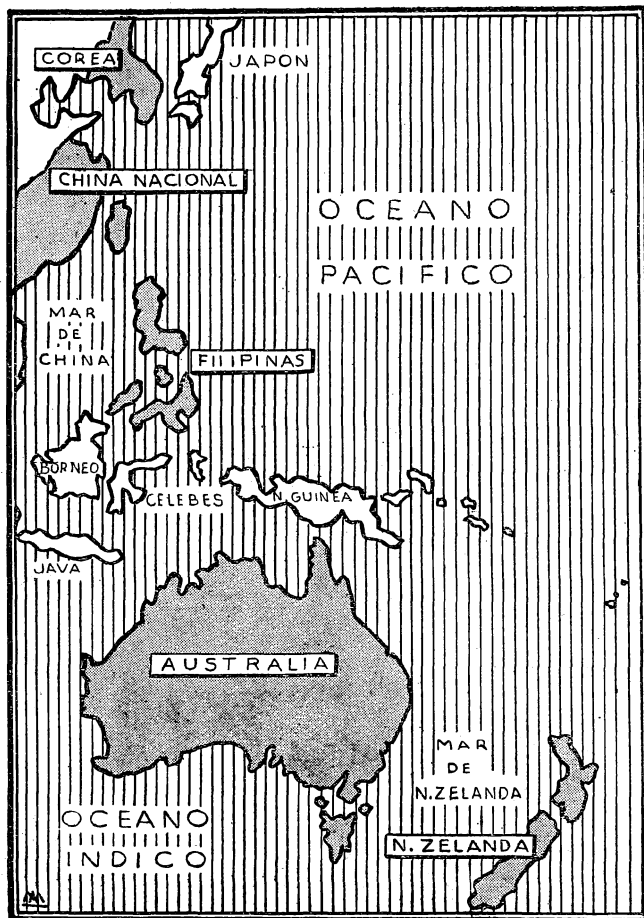 COREA
JAPON
CHINA NACIONAL
OCEANO
PACIFICO
MAR
DE
CHINA
FILIPINAS
BORNEO
CELEBES
N. GUINEA
JAVA
AUSTRALIA
MAR
DE
N. ZELANDA
OCEANO
INDICO
N. ZELANDA